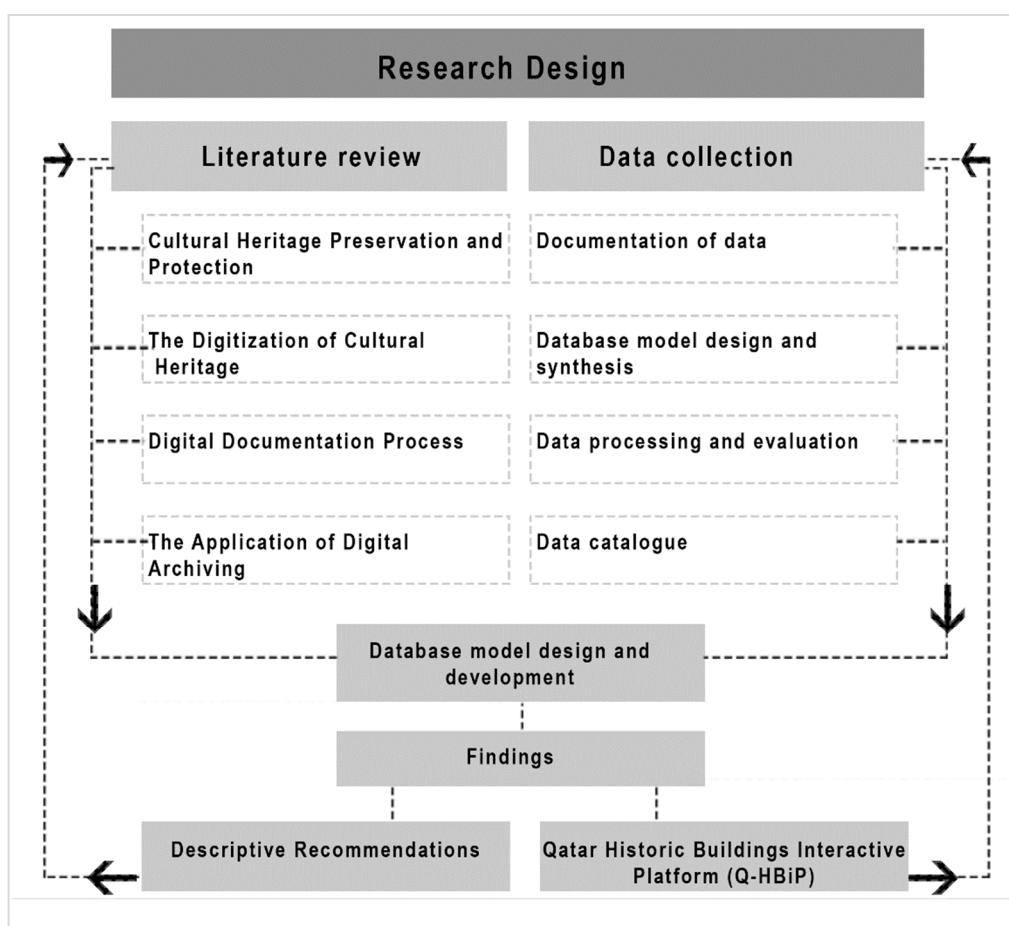 Research Design
Literature review
Cultural Heritage Preservation and
Protection
The Digitization of Cultural
Heritage
Digital Documentation Process
The Application of Digital
Archiving
Data collection
Documentation of data
Database model design and
synthesis
Data processing and evaluation
Data catalogue
Database model design and
development
Findings
Descriptive Recommendations
Qatar Historic Buildings Interactive
Platform (Q-HBiP)